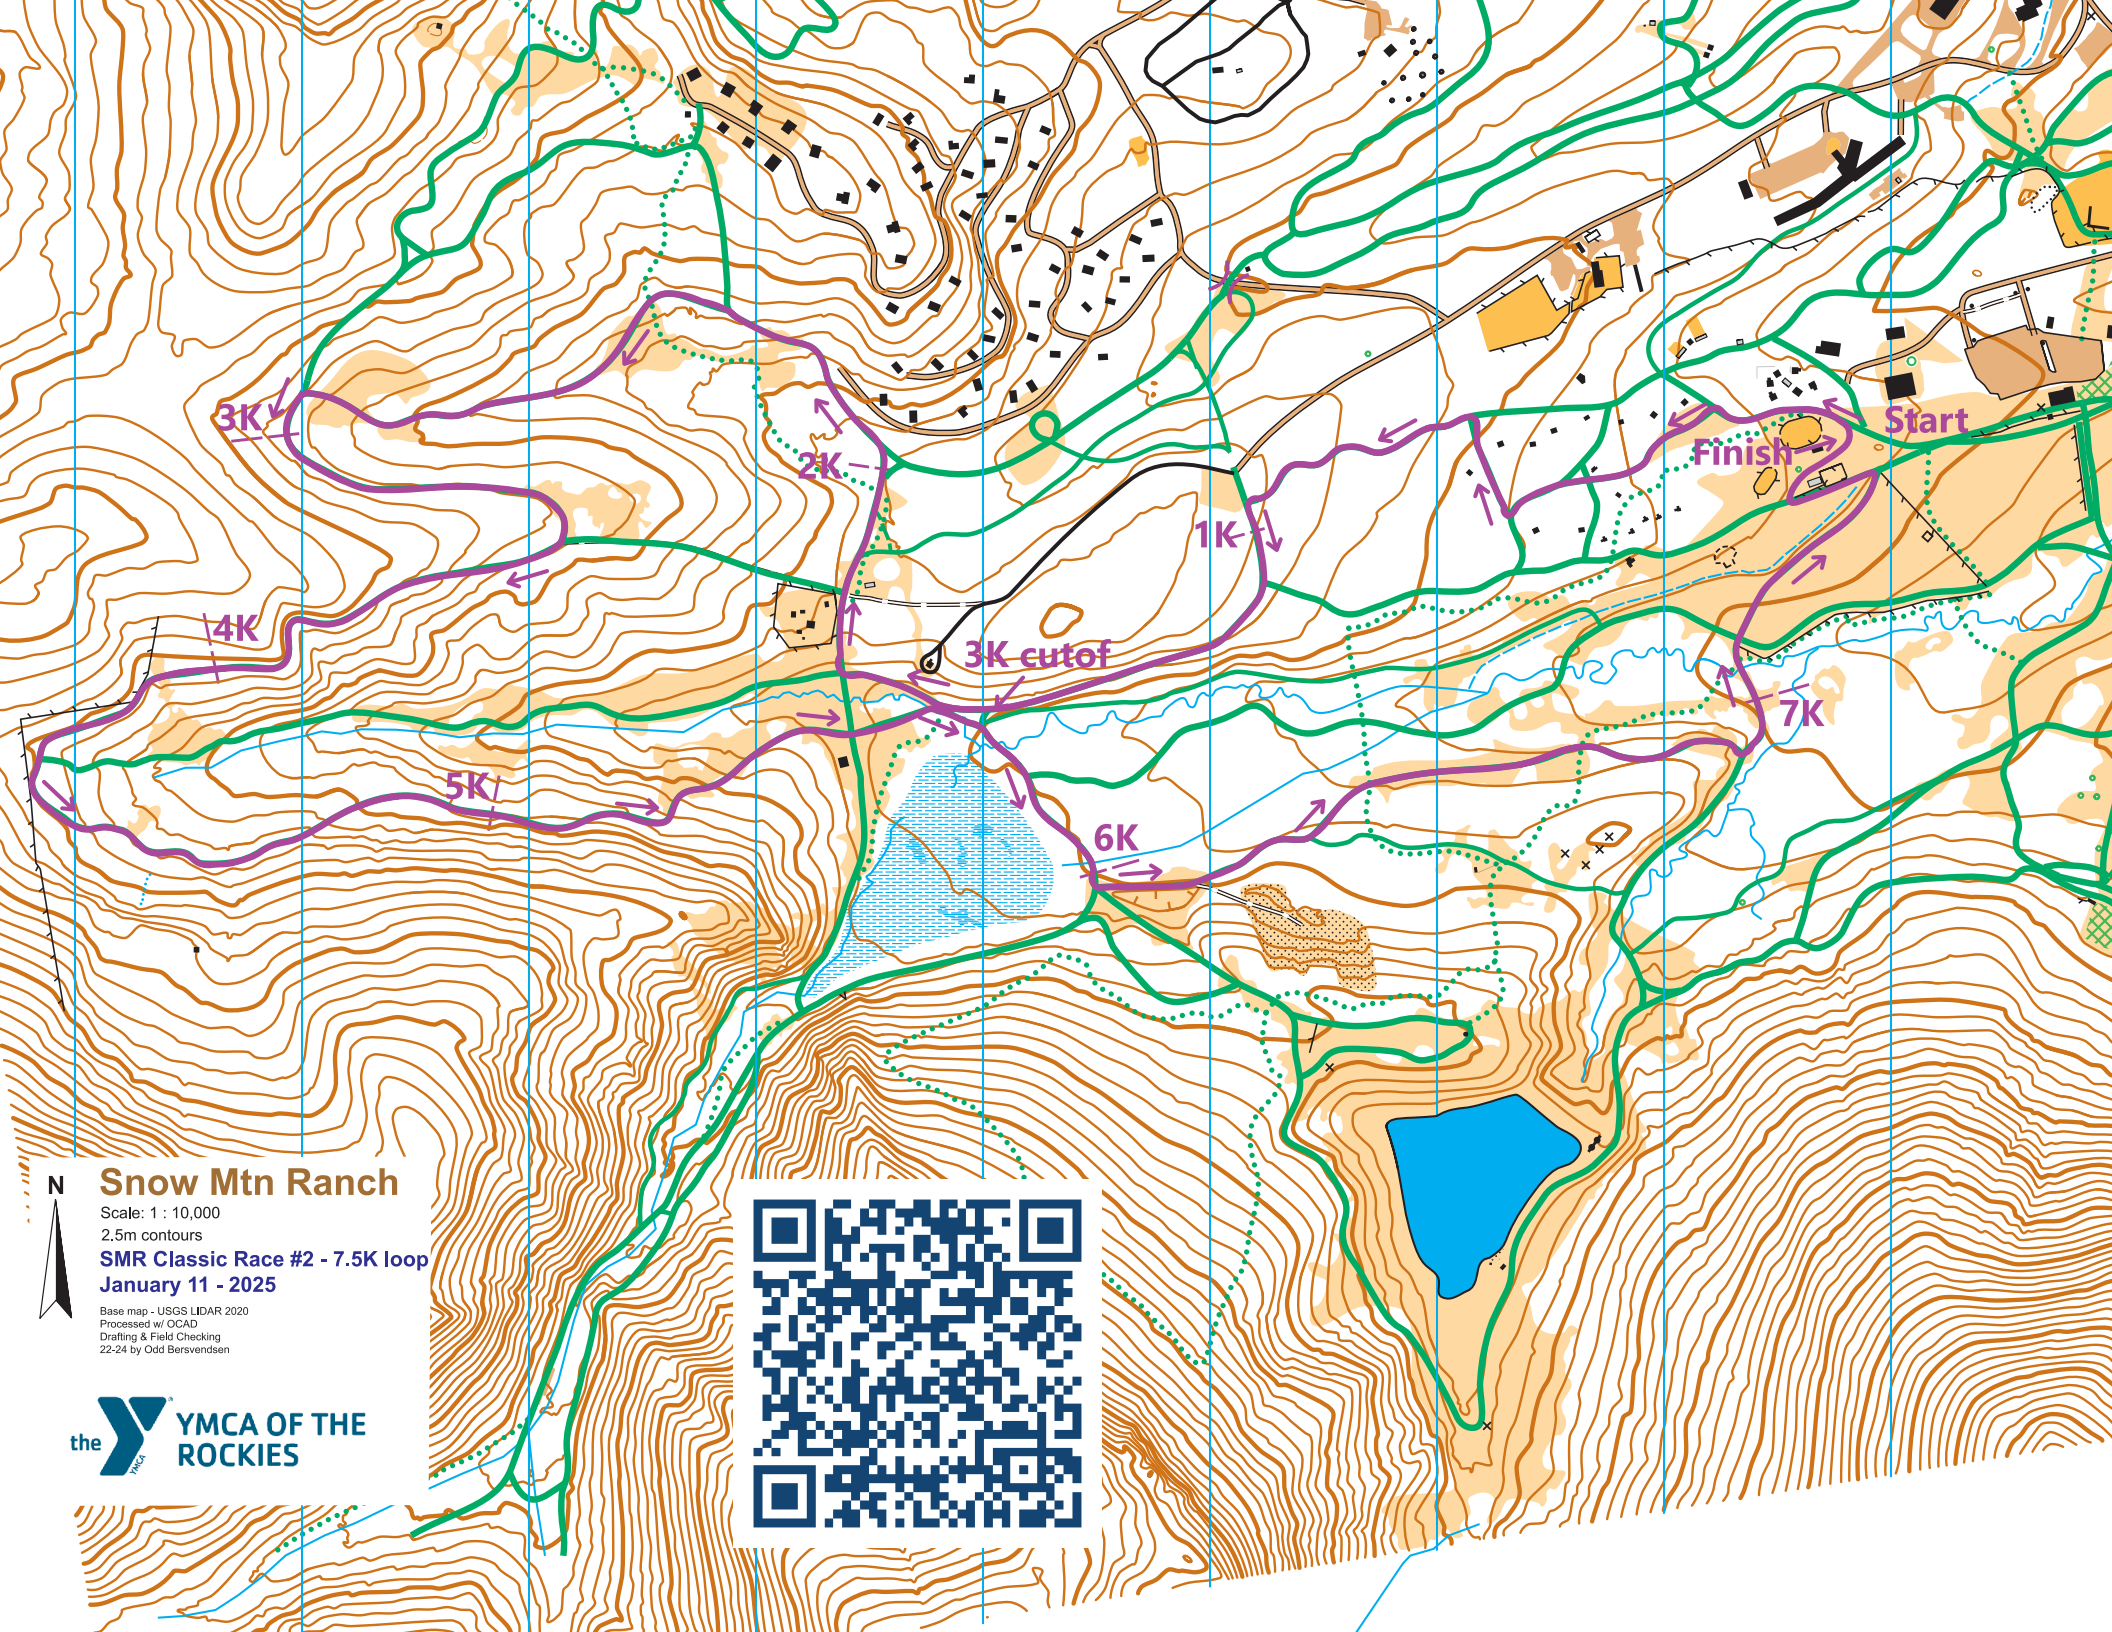 Start
Finish
3K
2K
1K
4K
3K cutof
7K
5K
6K
N
Snow Mtn Ranch
Scale: 1 : 10,000
2.5m contours
SMR Classic Race #2 - 7.5K loop
January 11 - 2025
Base map - USGS LIDAR 2020
Processed w/ OCAD
Drafting & Field Checking
22-24 by Odd Bersvendsen
the
YMCA
®
YMCA OF THE
ROCKIES